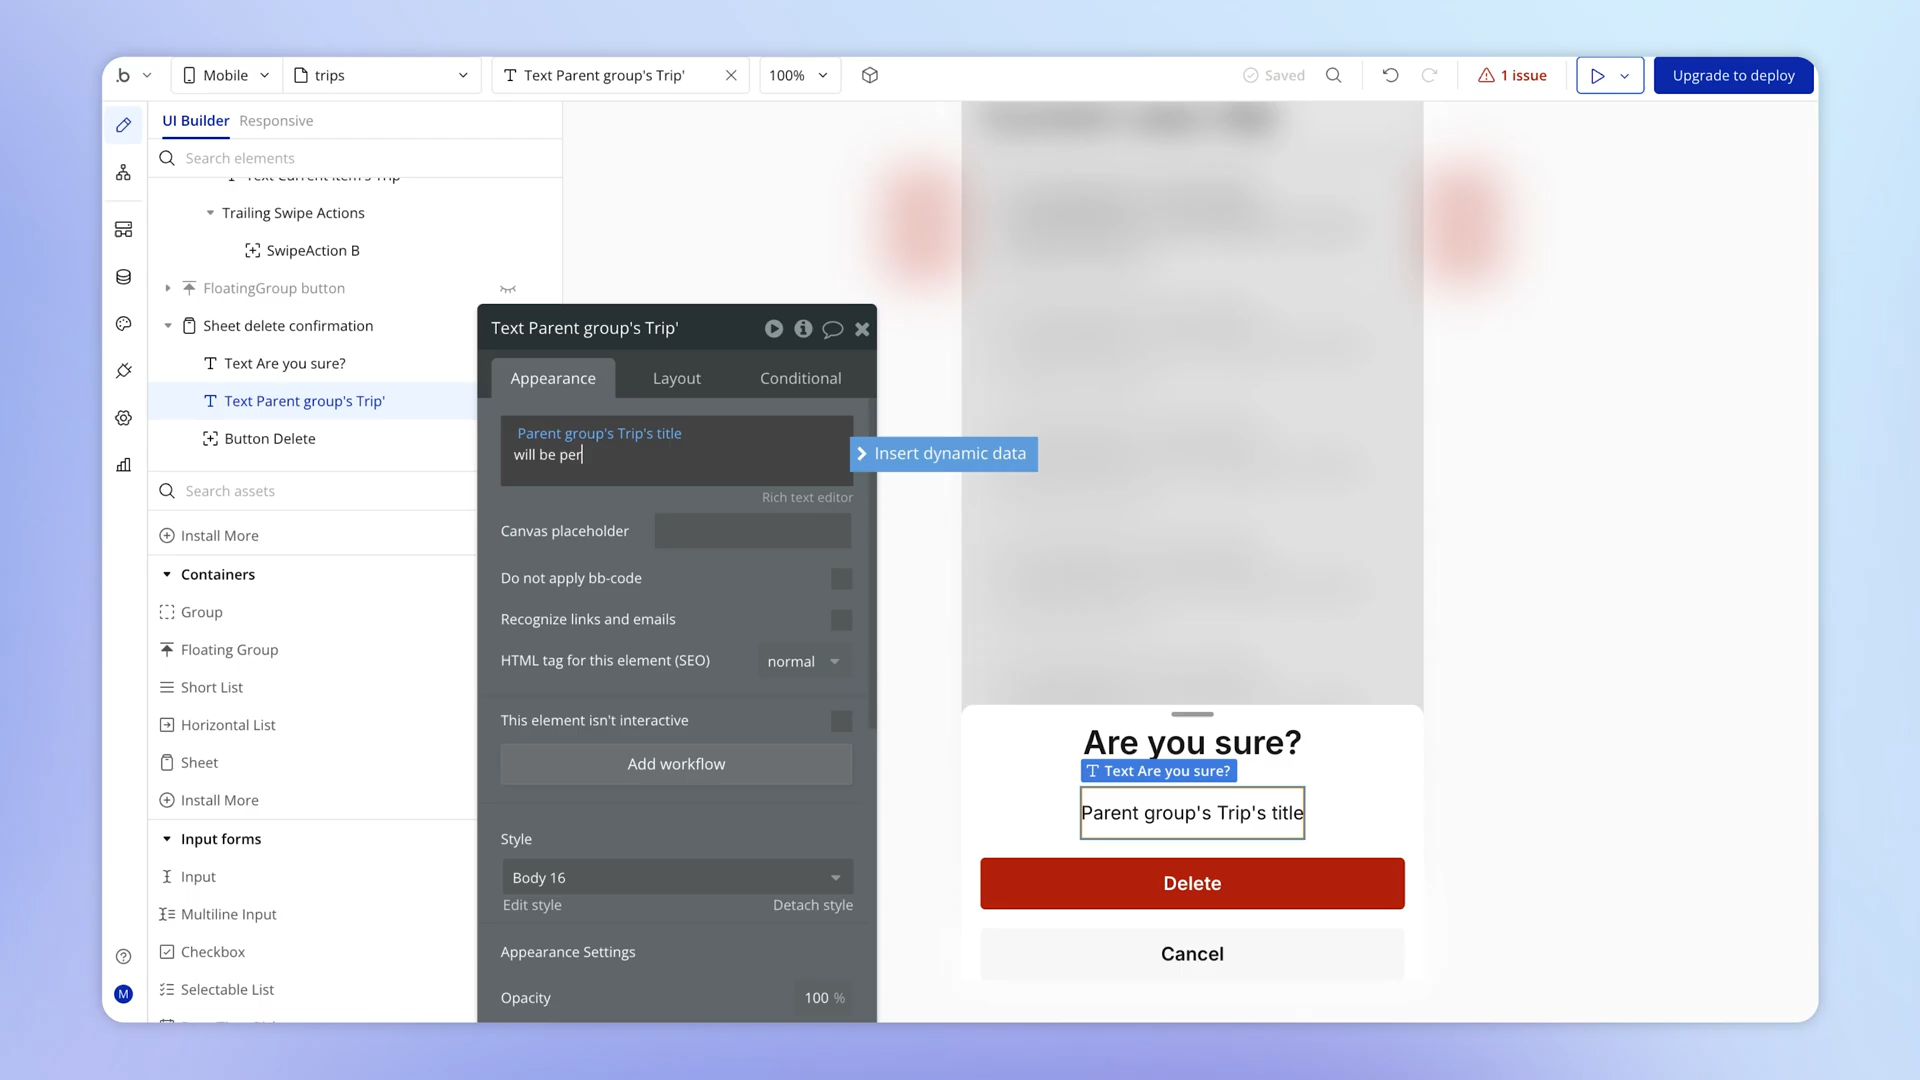 .b
Mobile
trips
Text Parent group's Trip'
100%
Saved
1 issue
Upgrade to deploy
UI Builder
Responsive
Search elements
Text Current item's Trip
Trailing Swipe Actions
SwipeAction B
FloatingGroup button
Sheet delete confirmation
Text Are you sure?
Text Parent group's Trip'
Button Delete
Search assets
Install More
Containers
Group
Floating Group
Short List
Horizontal List
Sheet
Install More
Input forms
Input
Multiline Input
Checkbox
Selectable List
M
Text Parent group's Trip'
Appearance
Layout
Conditional
Parent group's Trip's title
will be per
Insert dynamic data
Rich text editor
Canvas placeholder
Do not apply bb-code
Recognize links and emails
HTML tag for this element (SEO)
normal
This element isn't interactive
Add workflow
Style
Body 16
Edit style
Detach style
Appearance Settings
Opacity
100 %
Are you sure?
Text Are you sure?
Parent group's Trip's title
Delete
Cancel